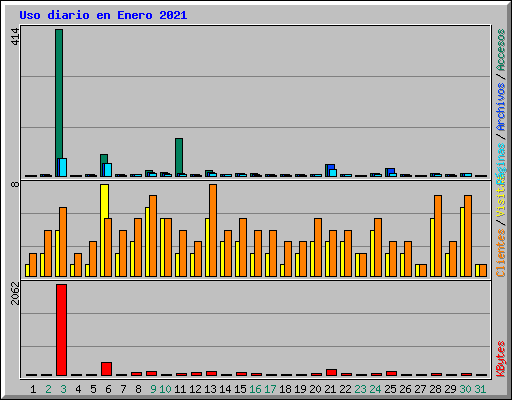 Uso diario en Enero 2021
414
8
2062
Clientes / Visitas
Páginas / Archivos / Accesos
KBytes
1 2 3 4 5 6 7 8 9 10 11 12 13 14 15 16 17 18 19 20 21 22 23 24 25 26 27 28 29 30 31